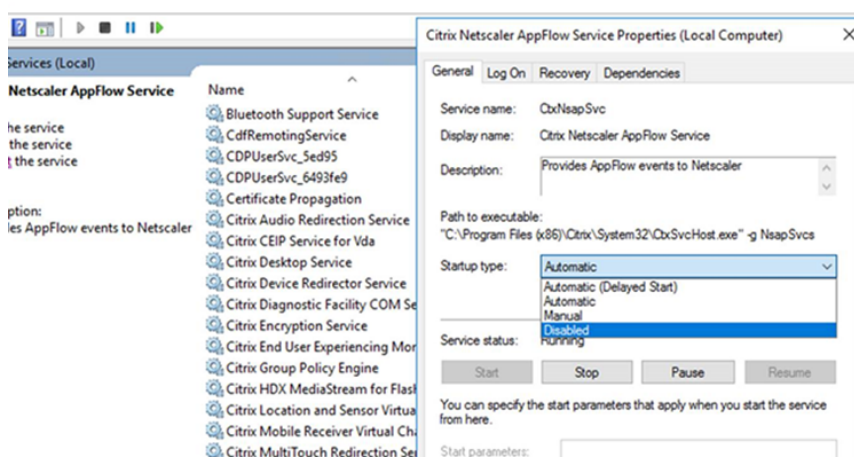 Services (Local)
Netscaler AppFlow Service
he service
the service
t the service
ption:
les AppFlow events to Netscaler
Name
Bluetooth Support Service
CdfRemotingService
CDPUserSvc_5ed95
CDPUserSvc_6493fe9
Certificate Propagation
Citrix Audio Redirection Service
Citrix CEIP Service for Vda
Citrix Desktop Service
Citrix Device Redirector Service
Citrix Diagnostic Facility COM Se
Citrix Encryption Service
Citrix End User Experiencing Mor
Citrix Group Policy Engine
Citrix HDX MediaStream for Flash
Citrix Location and Sensor Virtua
Citrix Mobile Receiver Virtual Cha
Citrix MultiTouch Redirection Ser
Citrix Netscaler AppFlow Service Properties (Local Computer)
General Log On Recovery Dependencies
Service name: CtxNsapSvc
Display name: Citrix Netscaler AppFlow Service
Description: Provides AppFlow events to Netscaler
Path to executable:
"C:\Program Files (x86)\Citrix\System32\CtxSvcHost.exe" -g NsapSvcs
Startup type: Automatic
Automatic (Delayed Start)
Automatic
Manual
Disabled
Service status: Running
Start Stop Pause Resume
You can specify the start parameters that apply when you start the service
from here.
Start parameters: